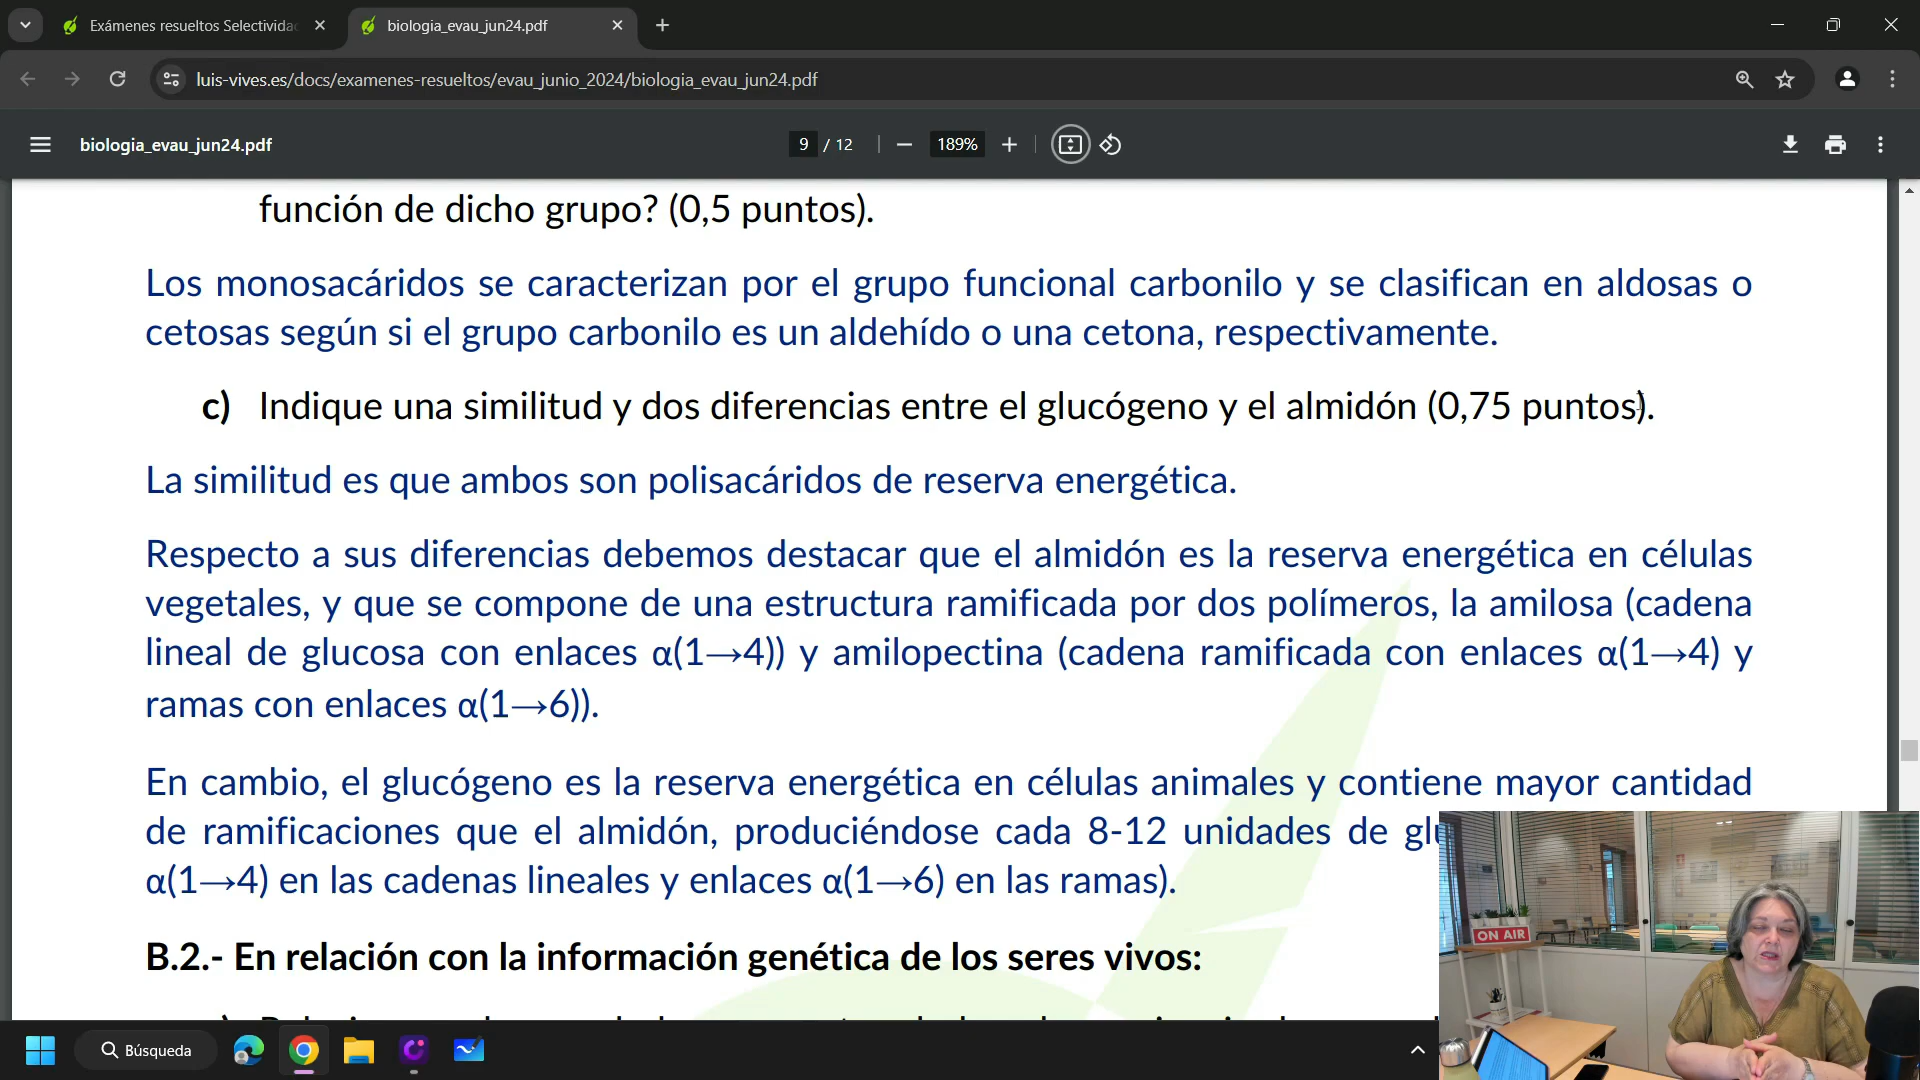 Exámenes resueltos Selectivida
biologia_evau_jun24.pdf
luis-vives.es/docs/examenes-resueltos/evau_junio_2024/biologia_evau_jun24.pdf
biologia_evau_jun24.pdf
9 / 12
189%
función de dicho grupo? (0,5 puntos).
Los monosacáridos se caracterizan por el grupo funcional carbonilo y se clasifican en aldosas o
cetosas según si el grupo carbonilo es un aldehído o una cetona, respectivamente.
c) Indique una similitud y dos diferencias entre el glucógeno y el almidón (0,75 puntos).
La similitud es que ambos son polisacáridos de reserva energética.
Respecto a sus diferencias debemos destacar que el almidón es la reserva energética en células
vegetales, y que se compone de una estructura ramificada por dos polímeros, la amilosa (cadena
lineal de glucosa con enlaces α(1→4)) y amilopectina (cadena ramificada con enlaces α(1→4) y
ramas con enlaces α(1→6)).
En cambio, el glucógeno es la reserva energética en células animales y contiene mayor cantidad
de ramificaciones que el almidón, produciéndose cada 8-12 unidades de
α(1→4) en las cadenas lineales y enlaces α(1→6) en las ramas).
B.2.- En relación con la información genética de los seres vivos:
ON AIR
Búsqueda